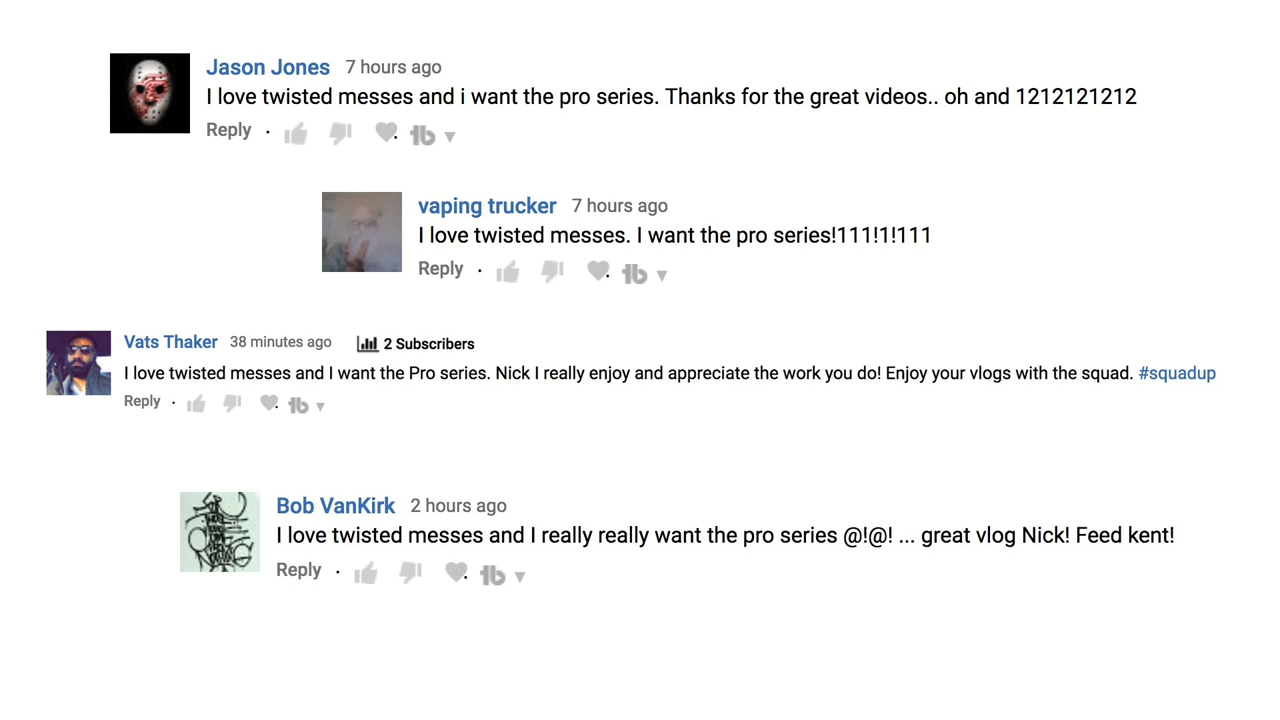 Jason Jones 7 hours ago
I love twisted messes and i want the pro series. Thanks for the great videos.. oh and 1212121212
Reply
vaping trucker 7 hours ago
I love twisted messes. I want the pro series!111!1!111
Reply
Vats Thaker 38 minutes ago 2 Subscribers
I love twisted messes and I want the Pro series. Nick I really enjoy and appreciate the work you do! Enjoy your vlogs with the squad. #squadup
Reply
Bob VanKirk 2 hours ago
I love twisted messes and I really really want the pro series @!@! ... great vlog Nick! Feed kent!
Reply